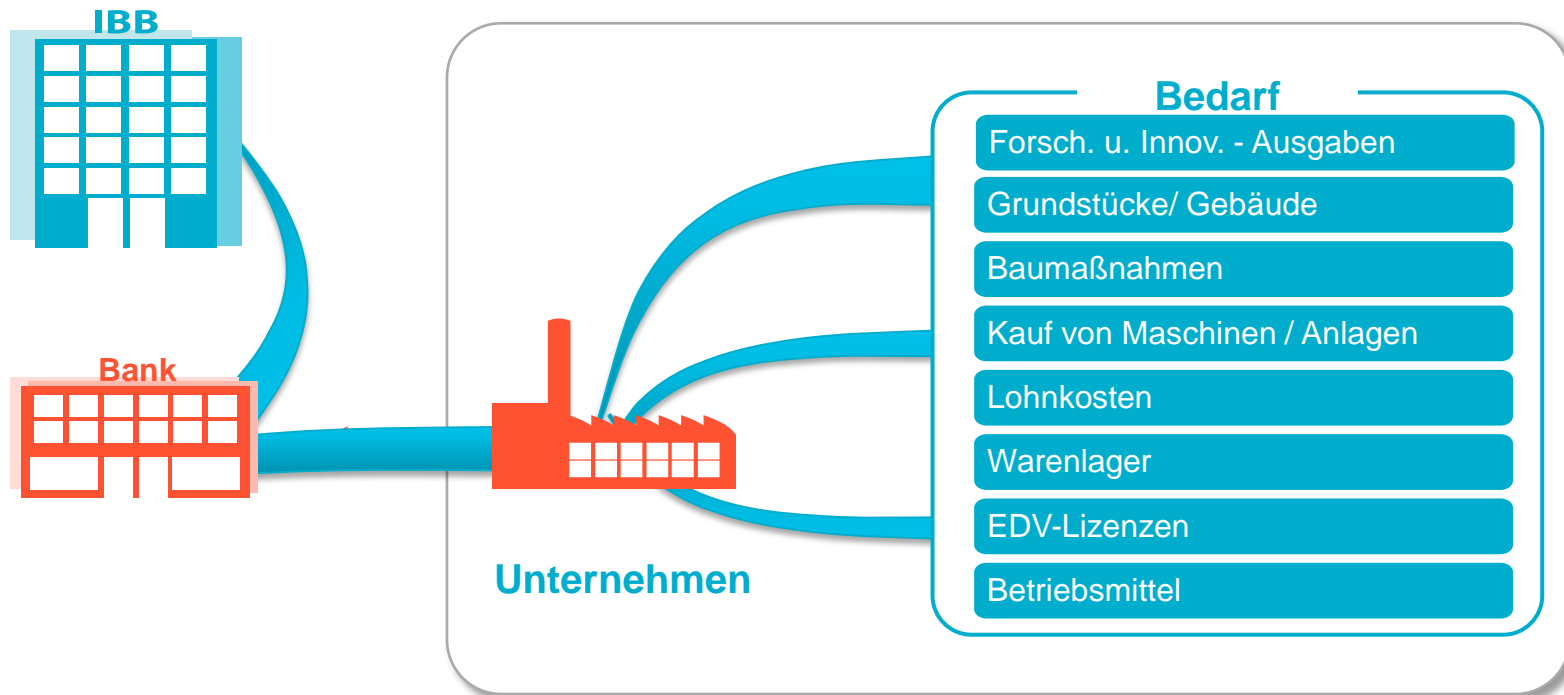 IBB
Bank
Unternehmen
Bedarf
Forsch. u. Innov. - Ausgaben
Grundstücke/ Gebäude
Baumaßnahmen
Kauf von Maschinen / Anlagen
Lohnkosten
Warenlager
EDV-Lizenzen
Betriebsmittel